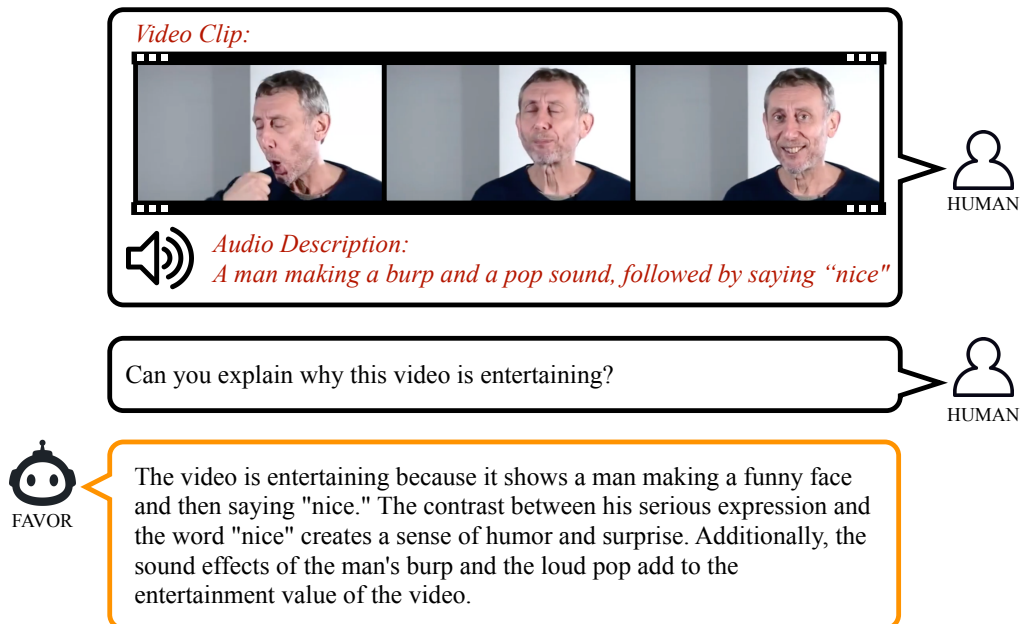 Video Clip:
Audio Description:
A man making a burp and a pop sound, followed by saying “nice"
HUMAN
Can you explain why this video is entertaining?
HUMAN
The video is entertaining because it shows a man making a funny face
and then saying "nice." The contrast between his serious expression and
the word "nice" creates a sense of humor and surprise. Additionally, the
sound effects of the man's burp and the loud pop add to the
entertainment value of the video.
FAVOR